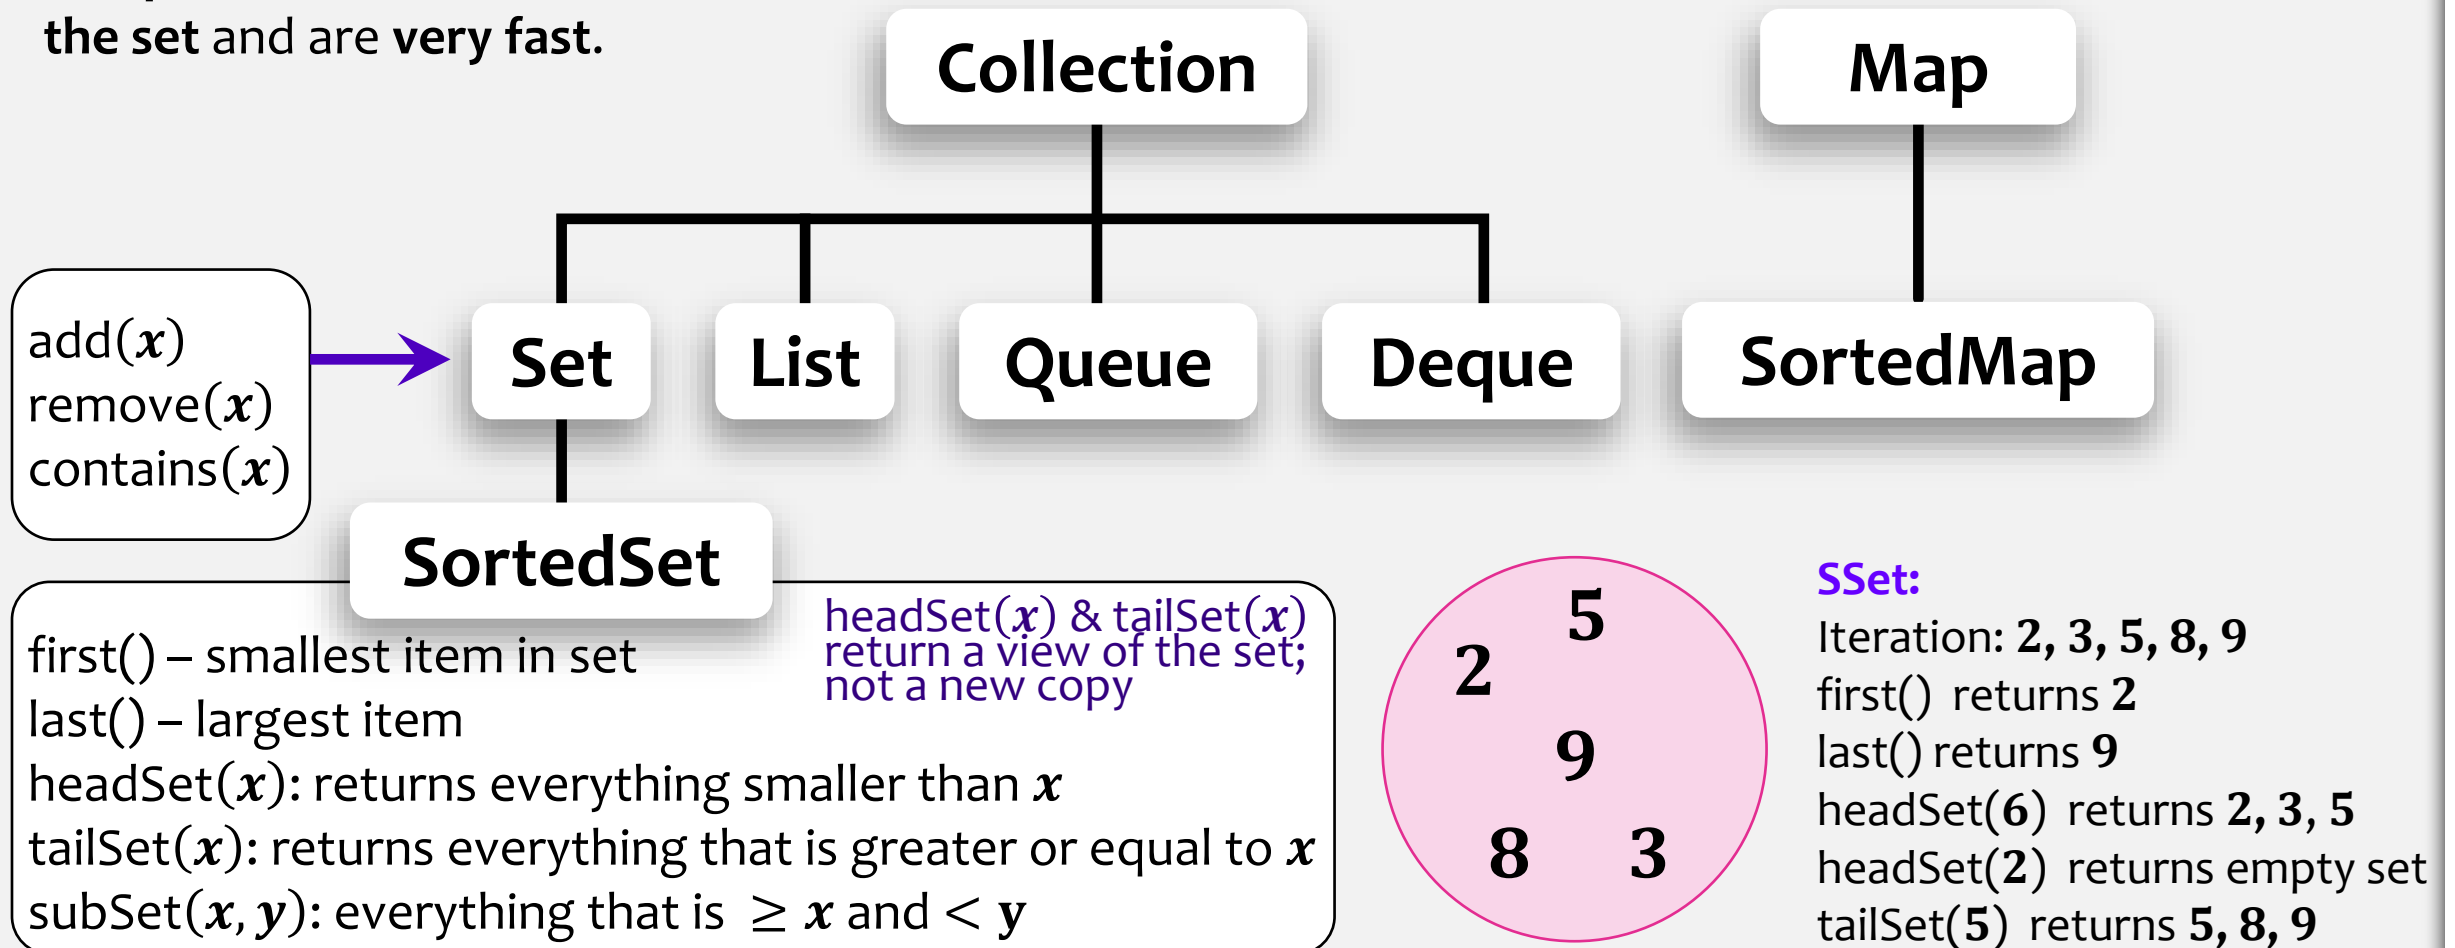 the set and are very fast.
Collection
Map
add(x)
remove(x)
contains(x)
Set
List
Queue
Deque
SortedMap
SortedSet
headSet(x) & tailSet(x)
return a view of the set;
not a new copy
first() – smallest item in set
last() – largest item
headSet(x): returns everything smaller than x
tailSet(x): returns everything that is greater or equal to x
subSet(x, y): everything that is ≥ x and < y
5
2
9
8 3
SSet:
Iteration: 2, 3, 5, 8, 9
first() returns 2
last() returns 9
headSet(6) returns 2, 3, 5
headSet(2) returns empty set
tailSet(5) returns 5, 8, 9